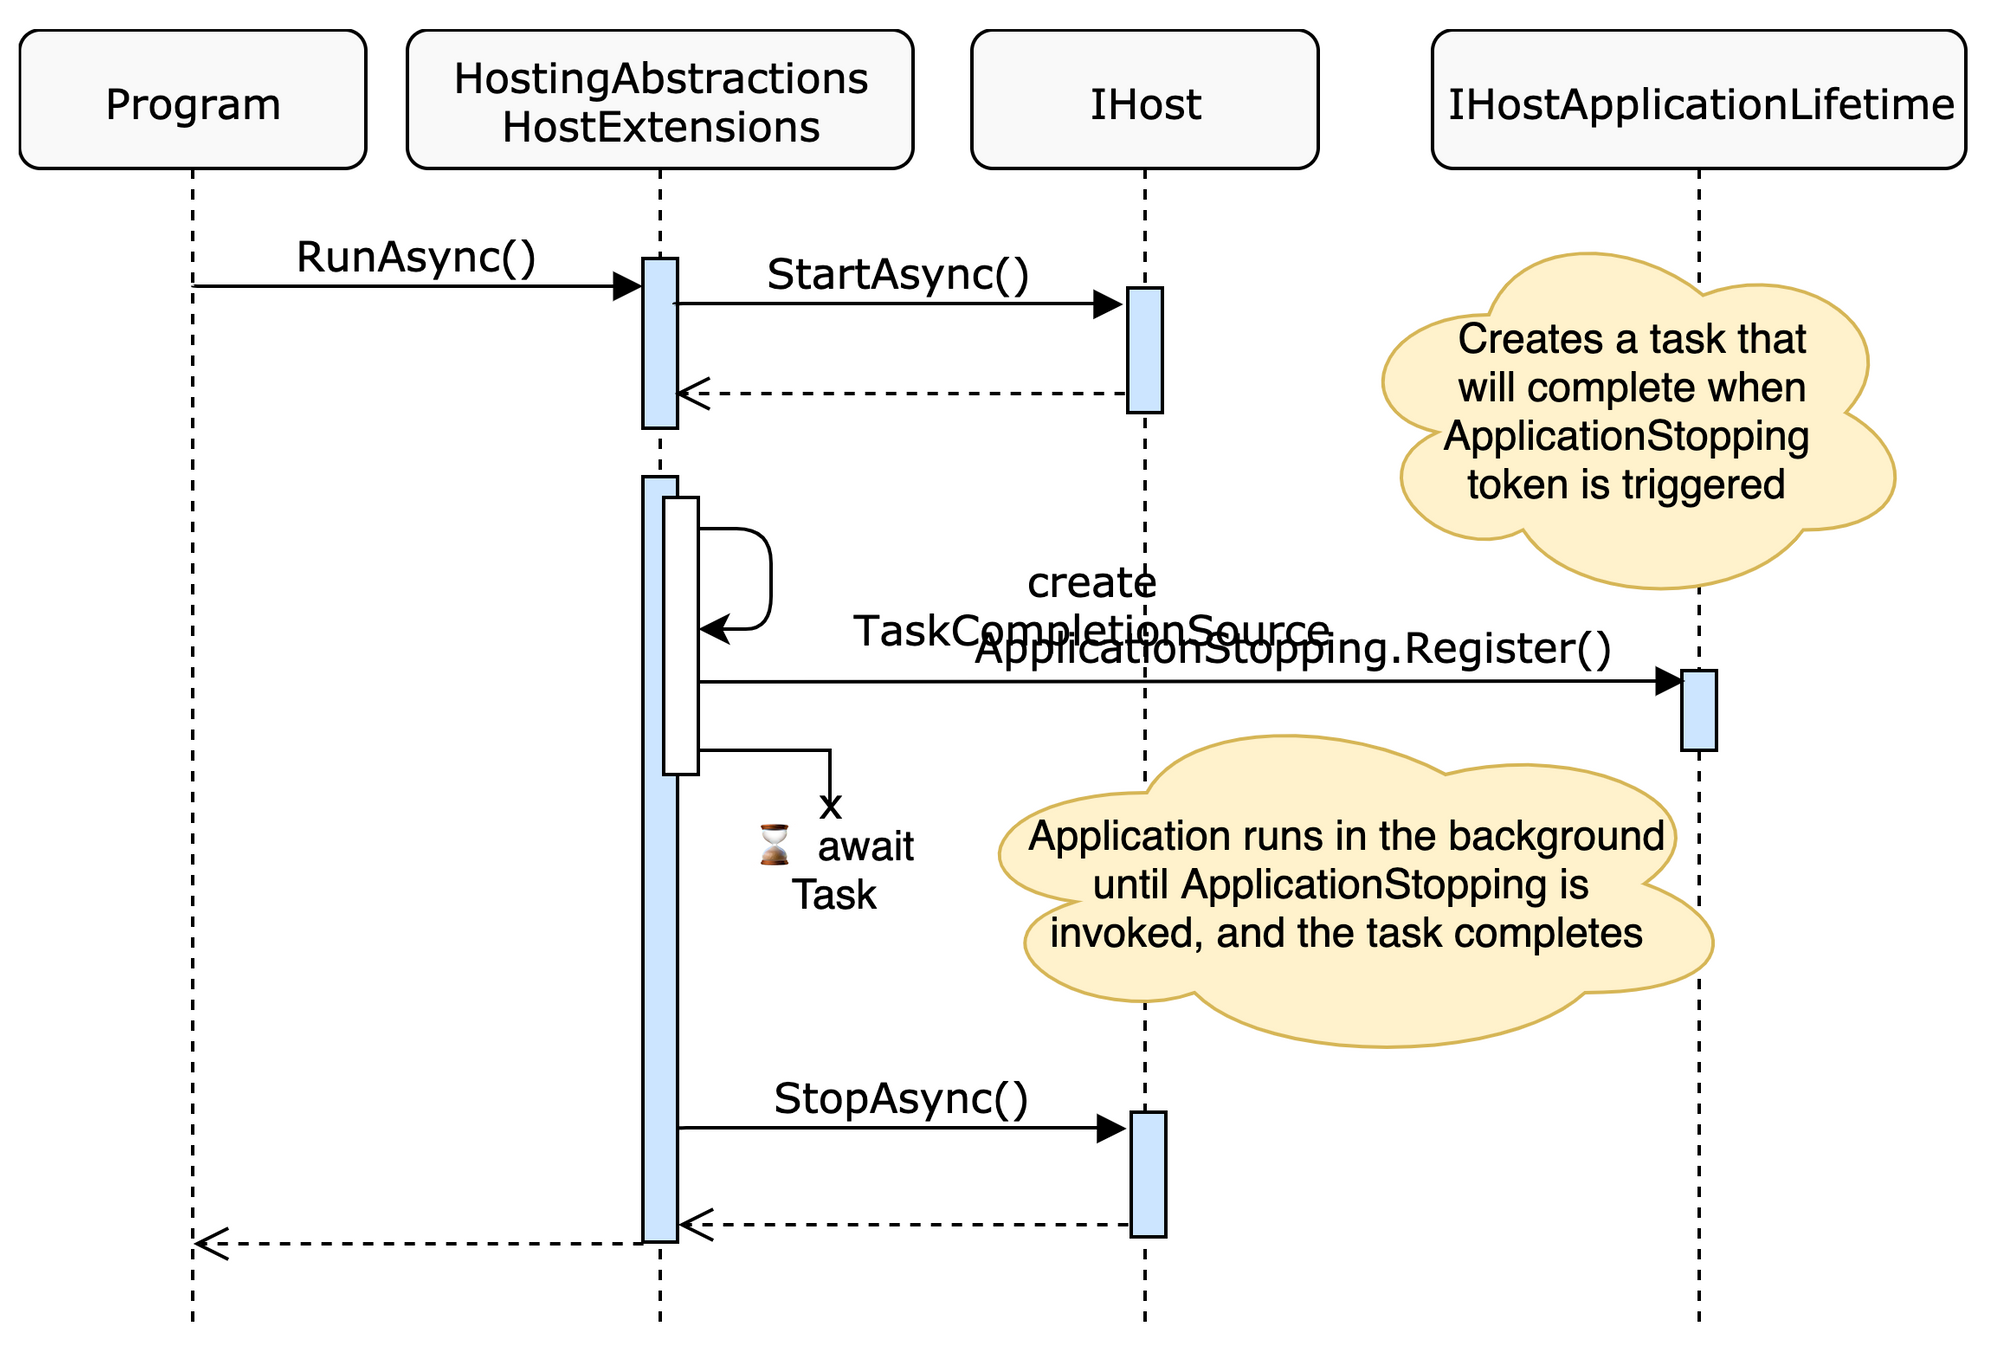 Program
HostingAbstractions
HostExtensions
IHost
IHostApplicationLifetime
RunAsync()
StartAsync()
Creates a task that
will complete when
ApplicationStopping
token is triggered
create
TaskCompletionSource
ApplicationStopping.Register()
x
⏳ await
Task
Application runs in the background
until ApplicationStopping is
invoked, and the task completes
StopAsync()